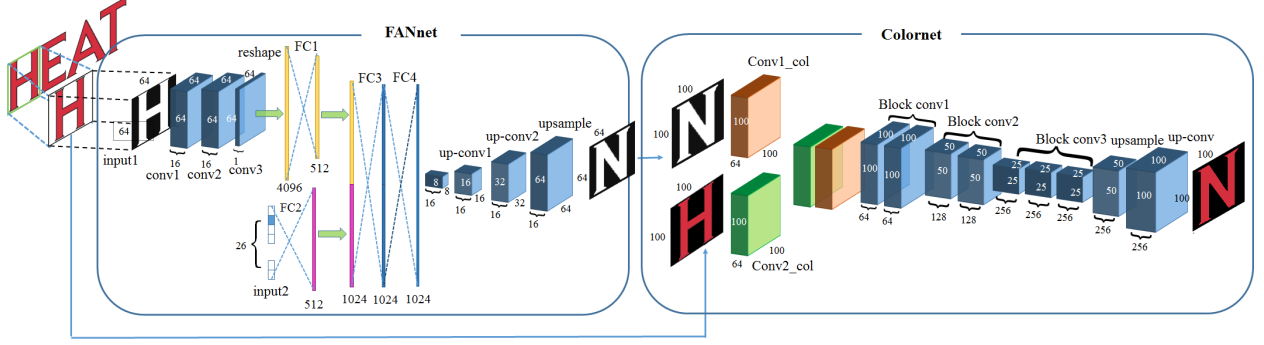 HEAT
H
FANnet
Colornet
64
H
64
input1
64
64
16
conv1
64
64
16
conv2
64
64
1
conv3
reshape
4096
FC1
512
FC2
26
input2
512
1024
FC3
1024
FC4
1024
8
8
16
up-conv1
16
16
16
up-conv2
32
32
16
upsample
64
64
16
64
64
N
100
100
N
100
100
H
Conv1_col
100
64
100
100
64
100
Conv2_col
Block conv1
100
100
64
64
Block conv2
50
50
50
50
128
128
Block conv3
25
25
25
25
25
25
256
256
256
upsample
50
50
256
up-conv
100
100
256
100
100
N